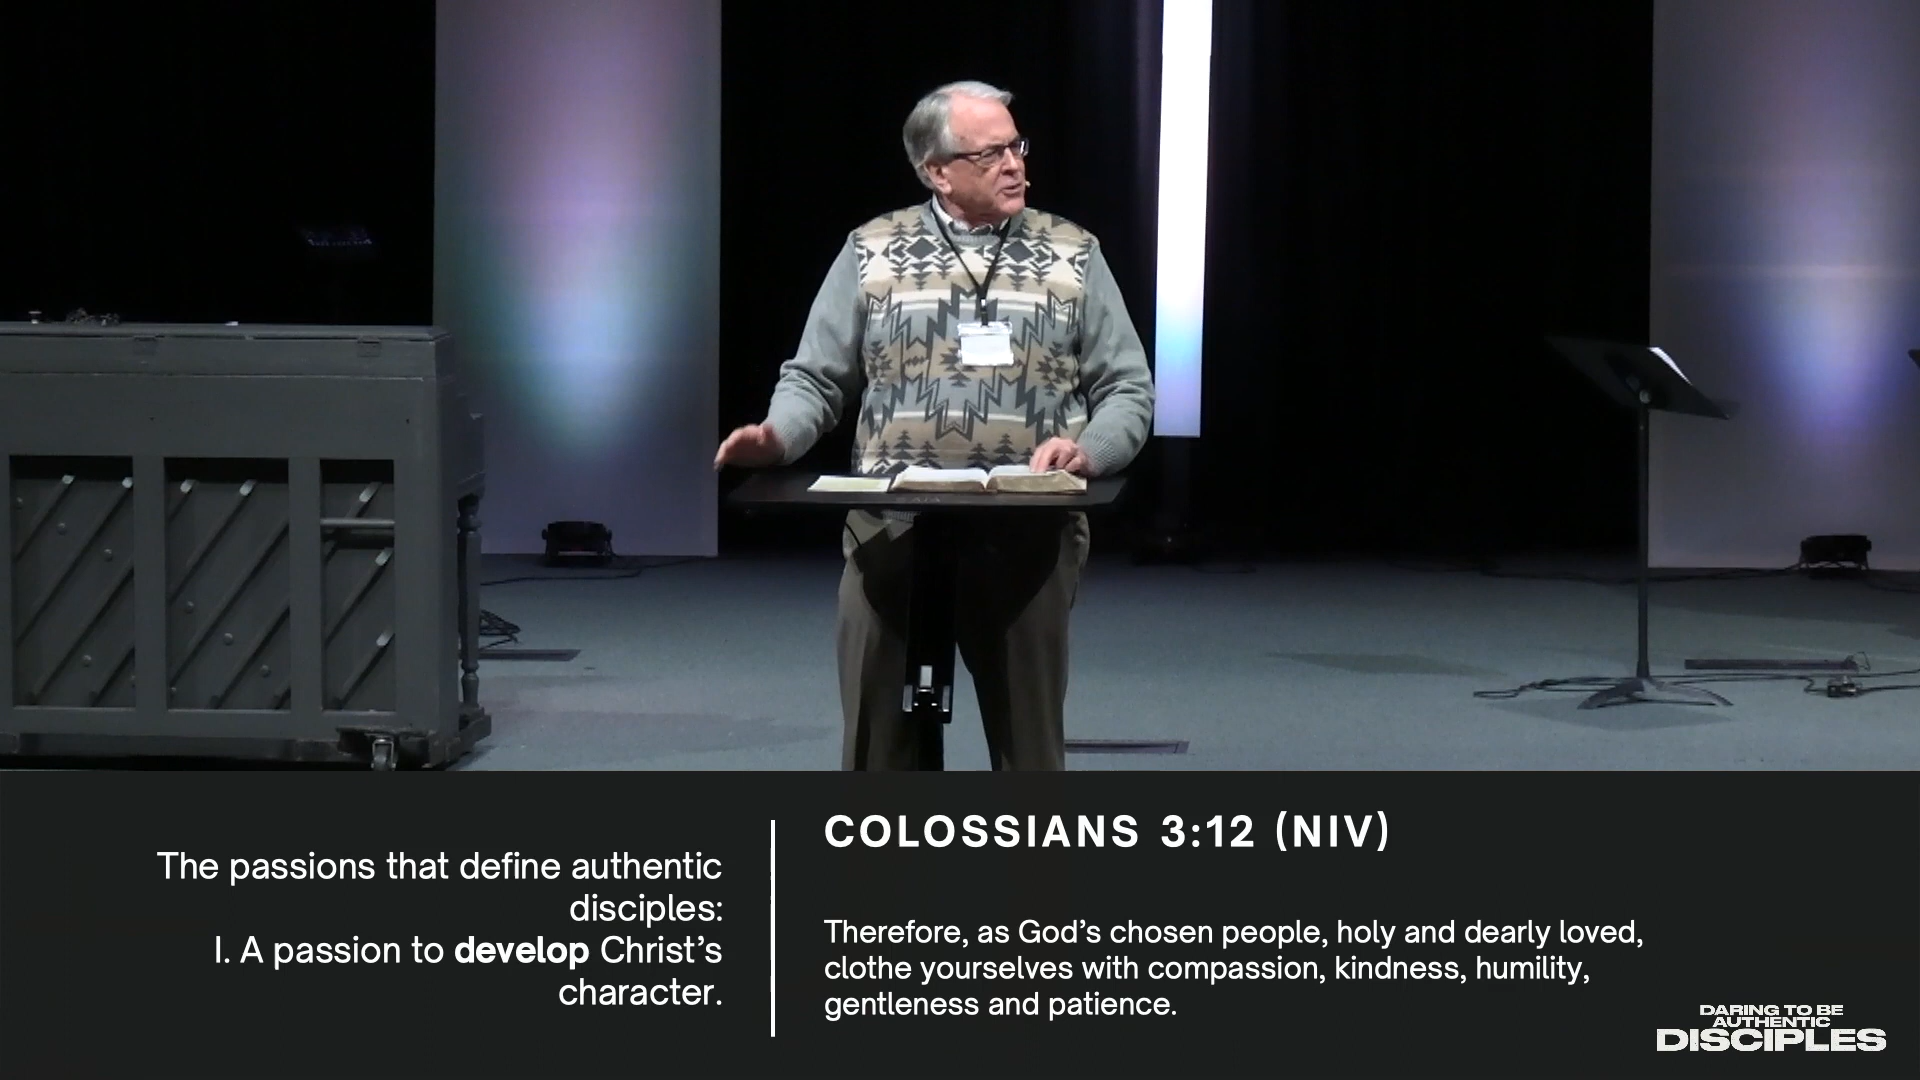 The passions that define authentic
disciples:
I. A passion to develop Christ's
character.
COLOSSIANS 3:12 (NIV)
Therefore, as God's chosen people, holy and dearly loved,
clothe yourselves with compassion, kindness, humility,
gentleness and patience.
DARING TO BE
AUTHENTIC
DISCIPLES